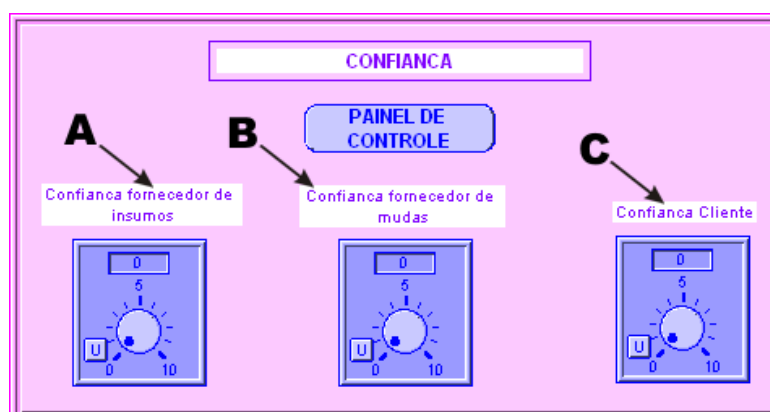 CONFIANCA
PAINEL DE
CONTROLE
A
B
C
Confianca fornecedor de
insumos
Confianca fornecedor de
mudas
Confianca Cliente
0
5
U
0
10
0
5
U
0
10
0
5
U
0
10